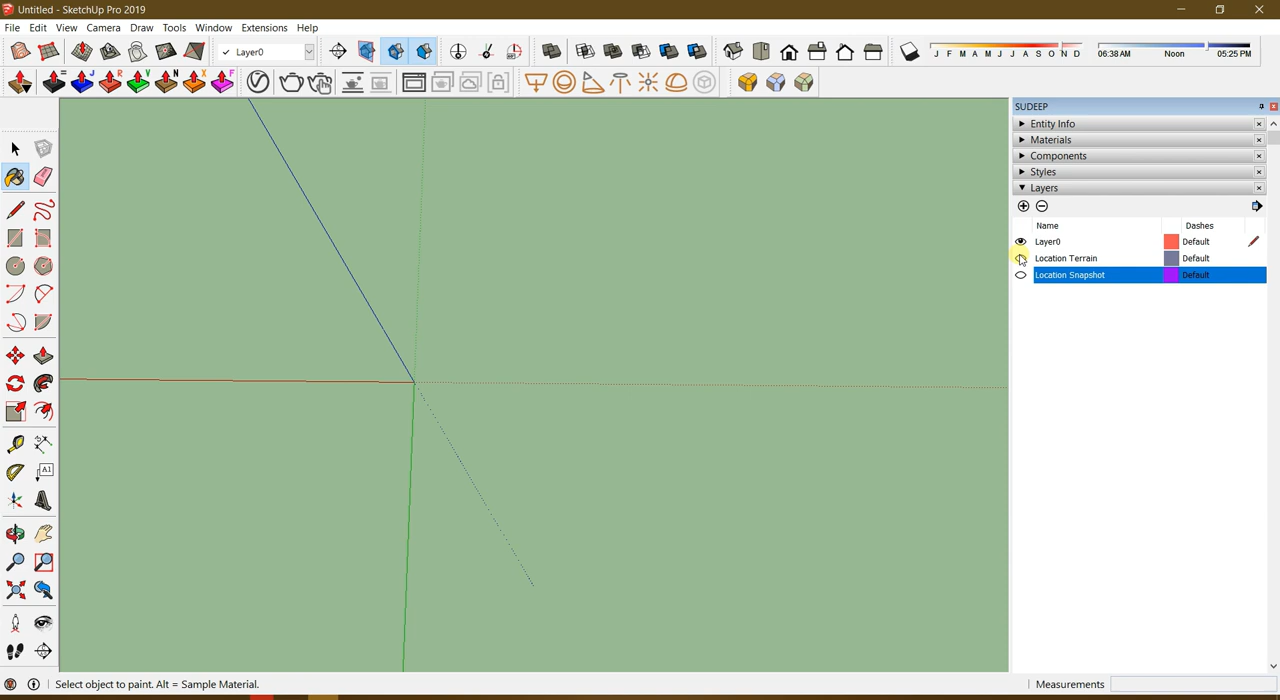 Untitled - SketchUp Pro 2019
File Edit View Camera Draw Tools Window Extensions Help
Layer0
J F M A M J J A S O N D
06:38 AM Noon 05:25 PM
= J R V N X F
SUDEEP
Entity Info
Materials
Components
Styles
Layers
Name Dashes
Layer0 Default
Location Terrain Default
Location Snapshot Default
A1
Select object to paint. Alt = Sample Material.
Measurements